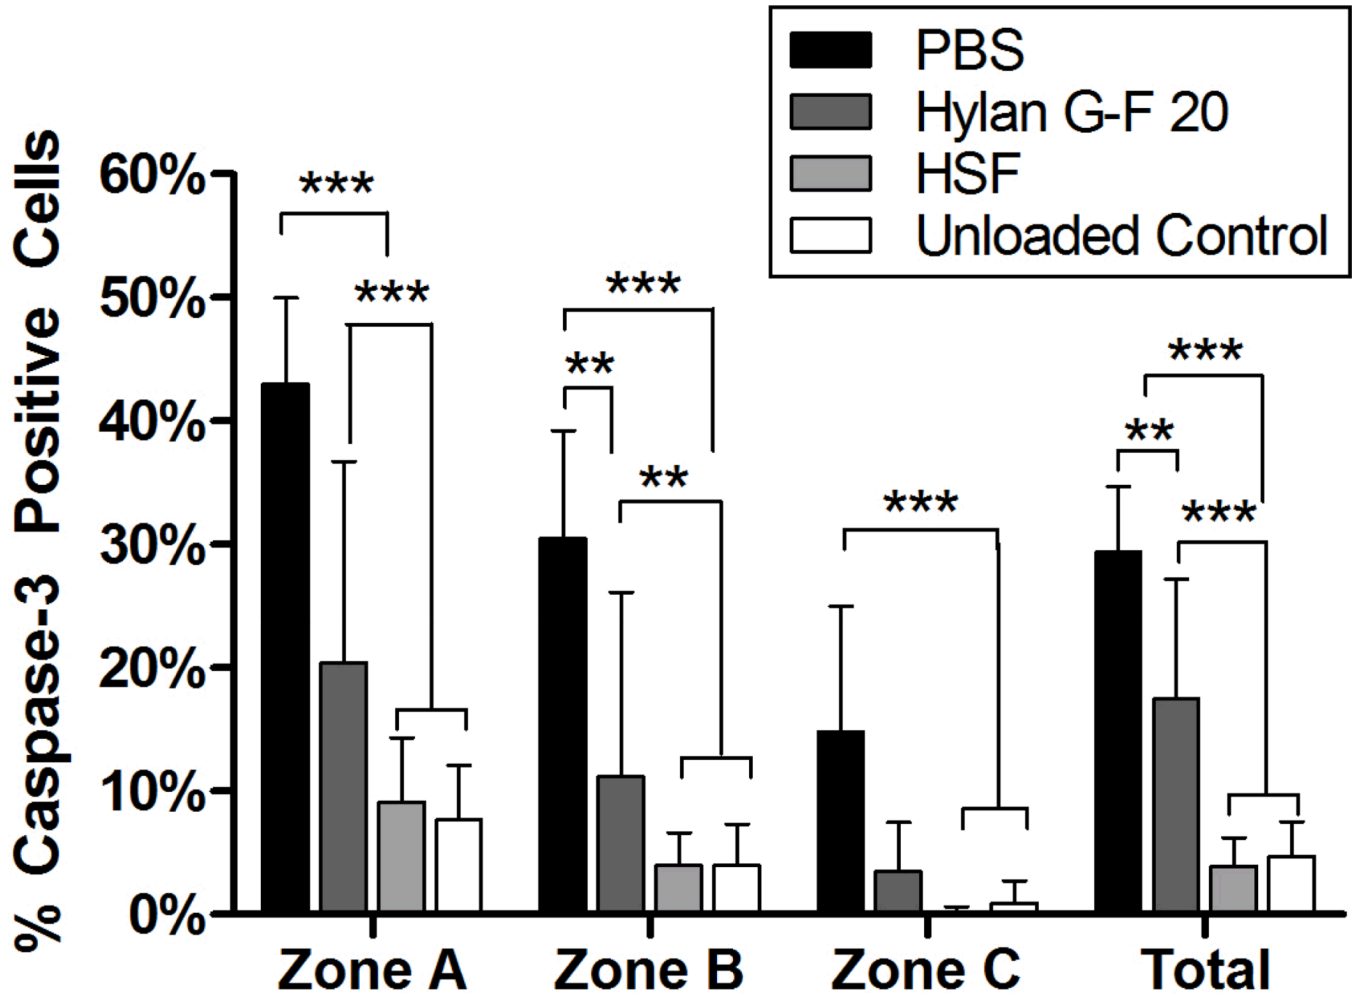 PBS
Hylan G-F 20
HSF
Unloaded Control
% Caspase-3 Positive Cells
60%
50%
40%
30%
20%
10%
0%
***
***
***
**
**
***
***
**
***
Zone A
Zone B
Zone C
Total